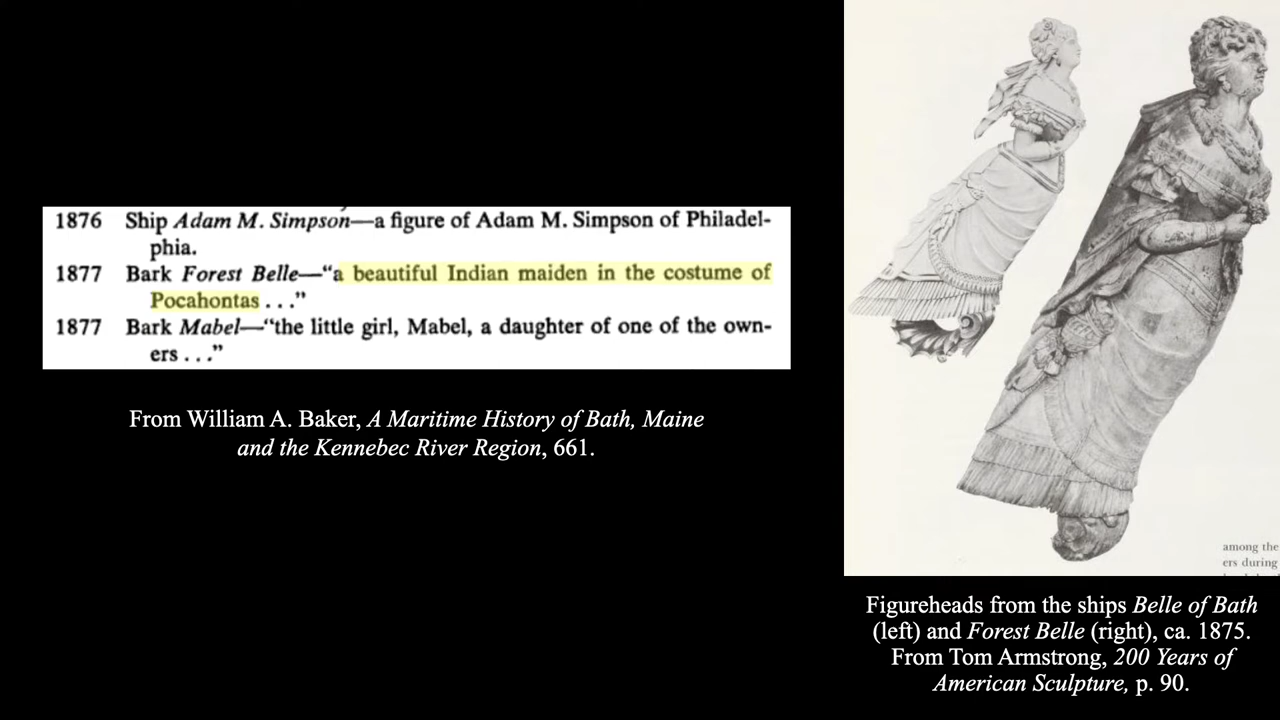 1876 Ship Adam M. Simpson—a figure of Adam M. Simpson of Philadel-
phia.
1877 Bark Forest Belle—“a beautiful Indian maiden in the costume of
Pocahontas . . .”
1877 Bark Mabel—“the little girl, Mabel, a daughter of one of the own-
ers . . .”
From William A. Baker, A Maritime History of Bath, Maine
and the Kennebec River Region, 661.
among the
ers during
Figureheads from the ships Belle of Bath
(left) and Forest Belle (right), ca. 1875.
From Tom Armstrong, 200 Years of
American Sculpture, p. 90.